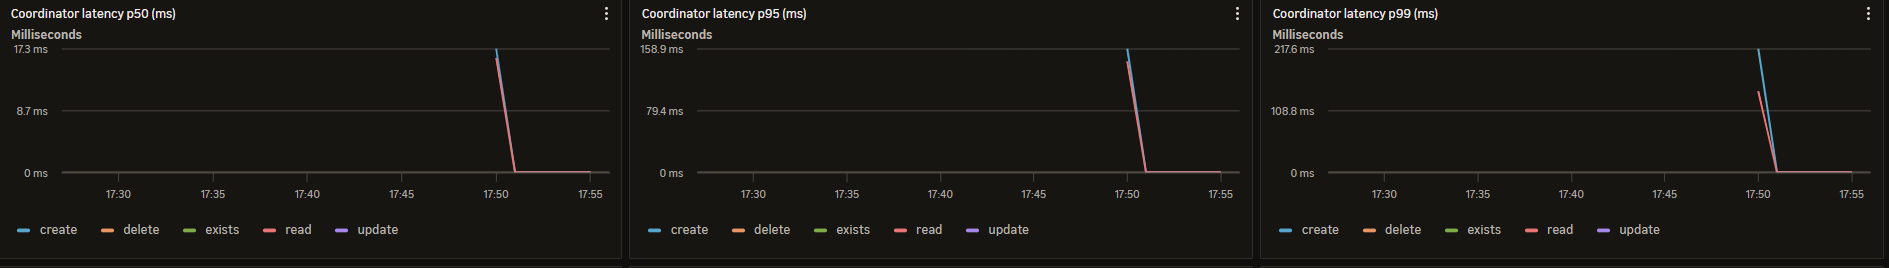 Coordinator latency p50 (ms)
Milliseconds
17.3 ms
8.7 ms
0 ms
17:30 17:35 17:40 17:45 17:50 17:55
create delete exists read update
Coordinator latency p95 (ms)
Milliseconds
158.9 ms
79.4 ms
0 ms
17:30 17:35 17:40 17:45 17:50 17:55
create delete exists read update
Coordinator latency p99 (ms)
Milliseconds
217.6 ms
108.8 ms
0 ms
17:30 17:35 17:40 17:45 17:50 17:55
create delete exists read update